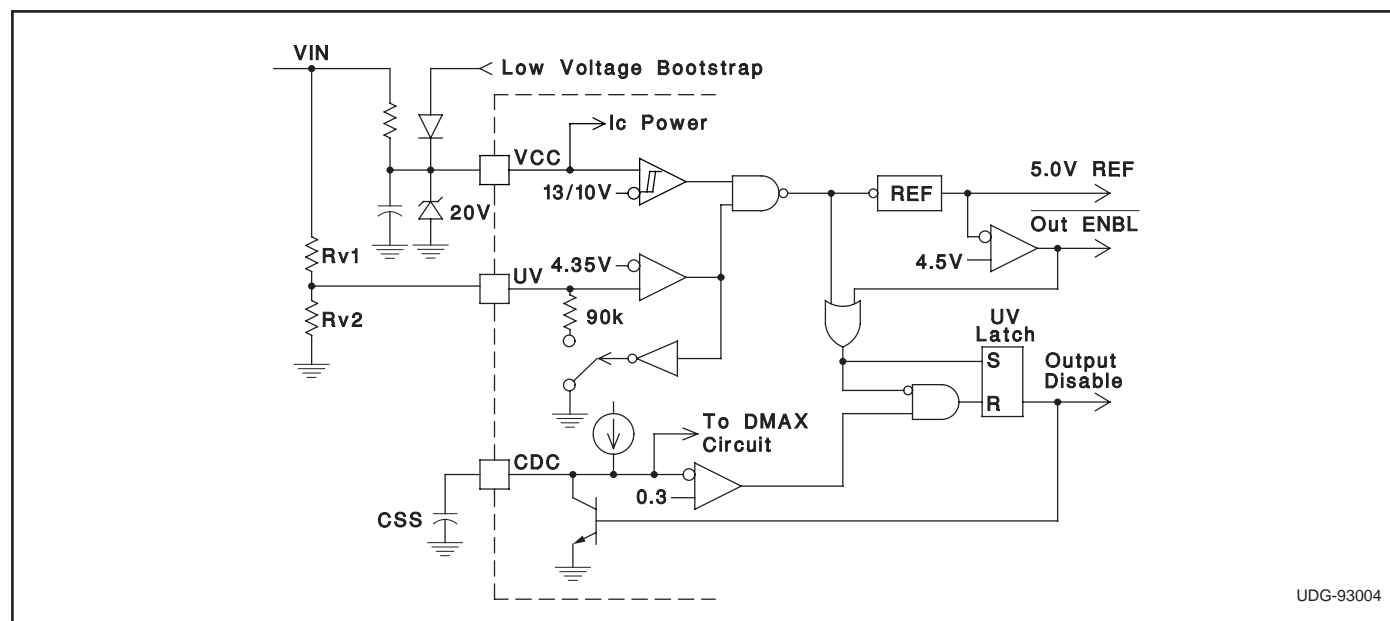 VIN
Low Voltage Bootstrap
Ic Power
VCC
13/10V
20V
REF
5.0V REF
Out ENBL
4.5V
Rv1
UV
4.35V
90k
Rv2
UV
Latch
S
R
Output
Disable
To DMAX
Circuit
CDC
0.3
CSS
UDG-93004